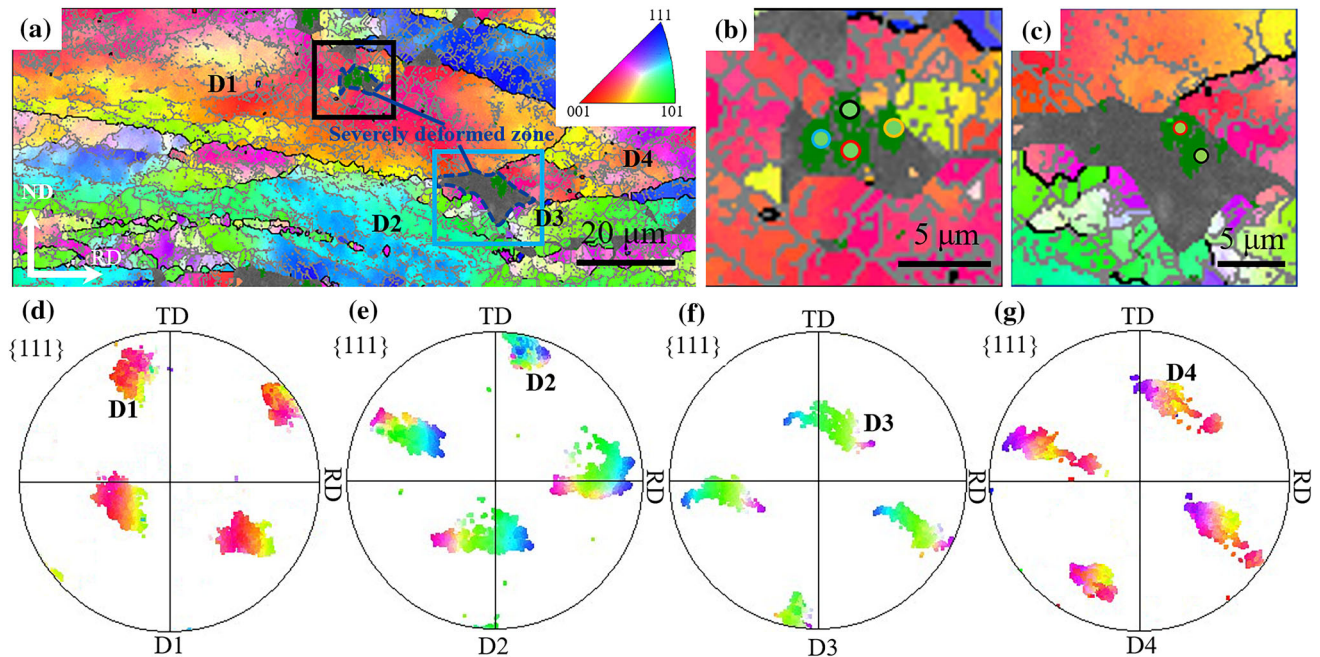 (a)
D1
Severely deformed zone
D4
ND
D2
D3
RD
20 μm
111
001
101
(b)
5 μm
(c)
5 μm
(d)
{111}
TD
D1
RD
D1
(e)
{111}
TD
D2
RD
D2
(f)
{111}
TD
D3
RD
D3
(g)
{111}
TD
D4
RD
D4